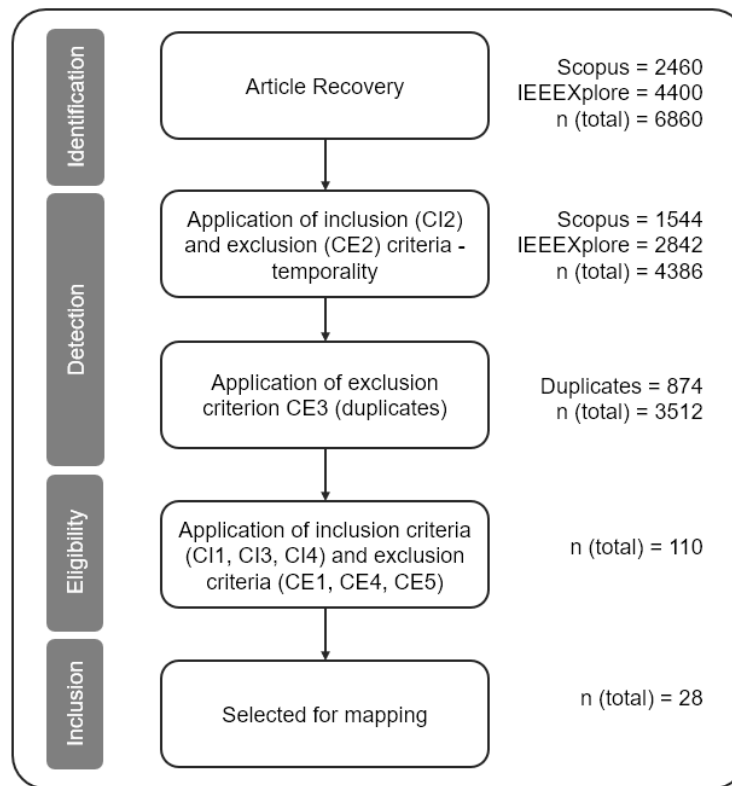 Identification
Article Recovery
Scopus = 2460
IEEEXplore = 4400
n (total) = 6860
Detection
Application of inclusion (CI2)
and exclusion (CE2) criteria -
temporality
Scopus = 1544
IEEEXplore = 2842
n (total) = 4386
Application of exclusion
criterion CE3 (duplicates)
Duplicates = 874
n (total) = 3512
Eligibility
Application of inclusion criteria
(CI1, CI3, CI4) and exclusion
criteria (CE1, CE4, CE5)
n (total) = 110
Inclusion
Selected for mapping
n (total) = 28